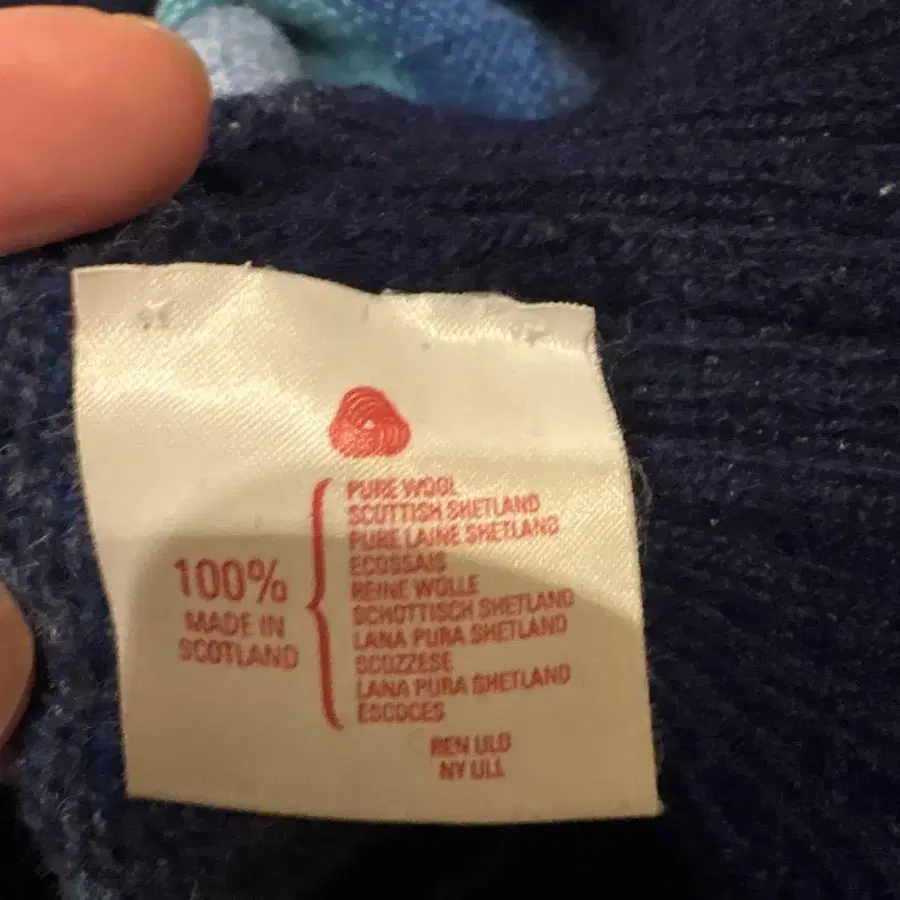 100%
MADE IN
SCOTLAND
PURE WOOL
SCOTTISH SHETLAND
PURE LAINE SHETLAND
ECOSSAIS
REINE WOLLE
SCHOTTISCH SHETLAND
LANA PURA SHETLAND
SCOZZESE
LANA PURA SHETLAND
ESCOCES
REN ULD
NY ULL